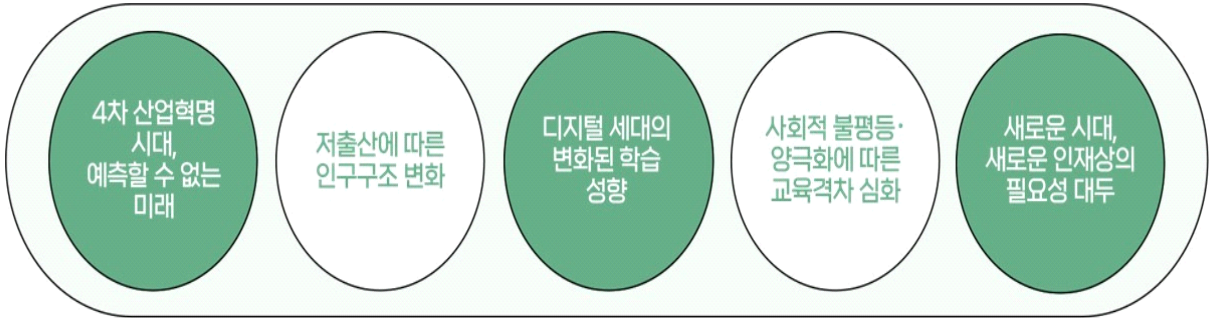 4차 산업혁명
시대,
예측할 수 없는
미래
저출산에 따른
인구구조 변화
디지털 세대의
변화된 학습
성향
사회적 불평등·
양극화에 따른
교육격차 심화
새로운 시대,
새로운 인재상의
필요성 대두